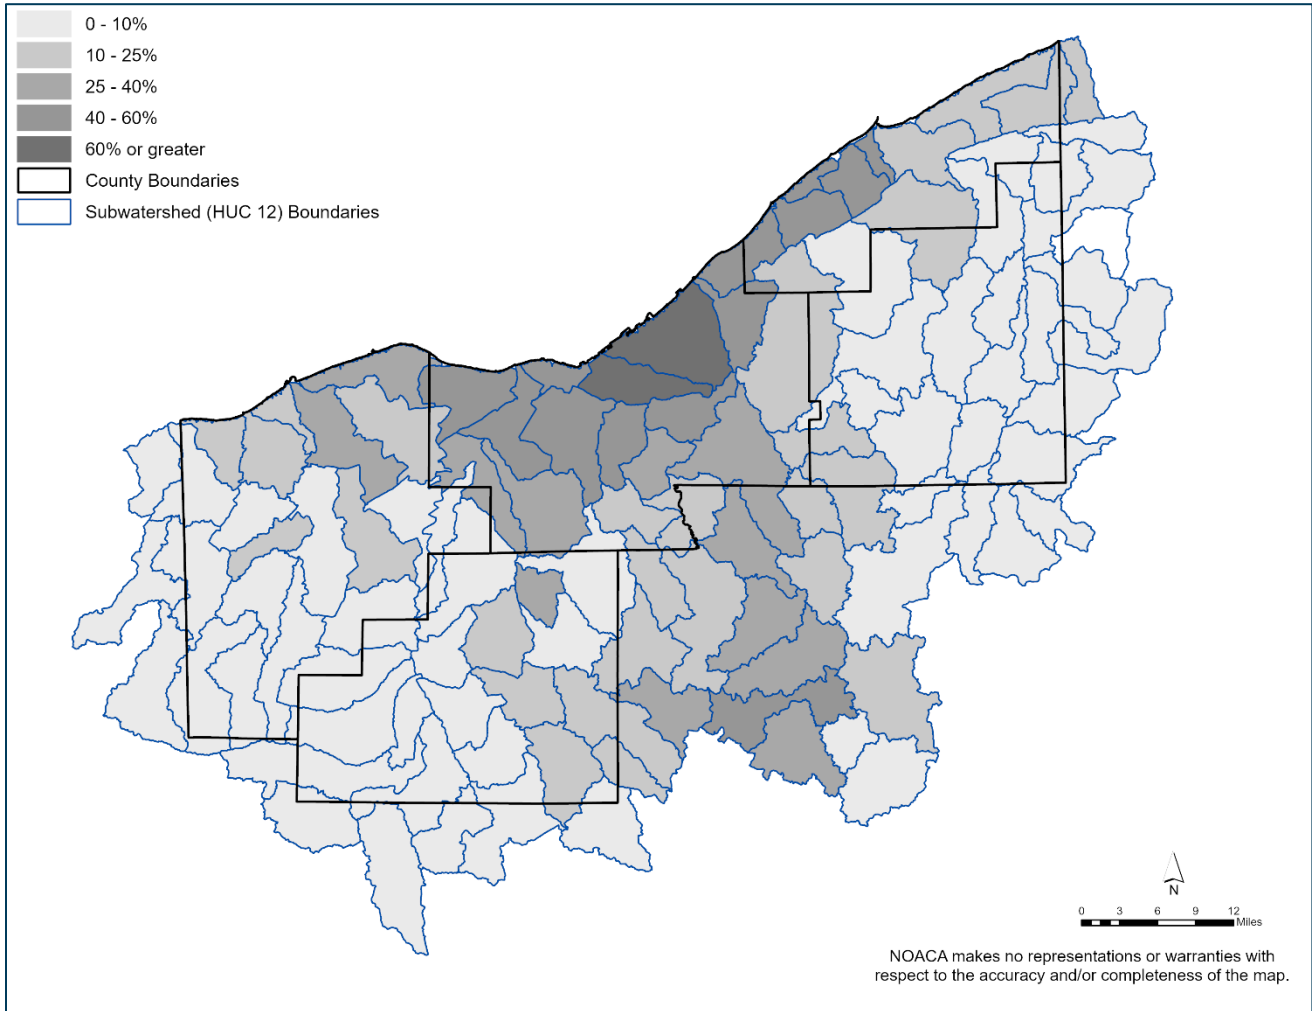 0 - 10%
10 - 25%
25 - 40%
40 - 60%
60% or greater
County Boundaries
Subwatershed (HUC 12) Boundaries
N
0 3 6 9 12
Miles
NOACA makes no representations or warranties with
respect to the accuracy and/or completeness of the map.